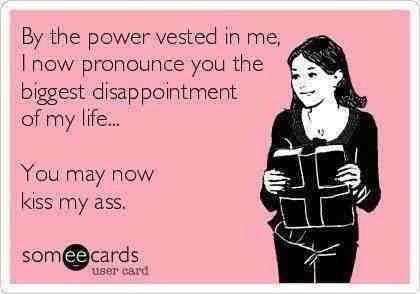 By the power vested in me,
I now pronounce you the
biggest disappointment
of my life...
You may now
kiss my ass.
someecards
user card